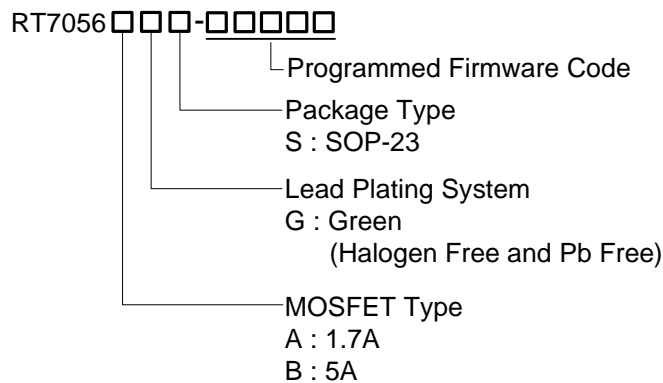 RT7056□□□-□□□□□
Programmed Firmware Code
Package Type
S : SOP-23
Lead Plating System
G : Green
(Halogen Free and Pb Free)
MOSFET Type
A : 1.7A
B : 5A